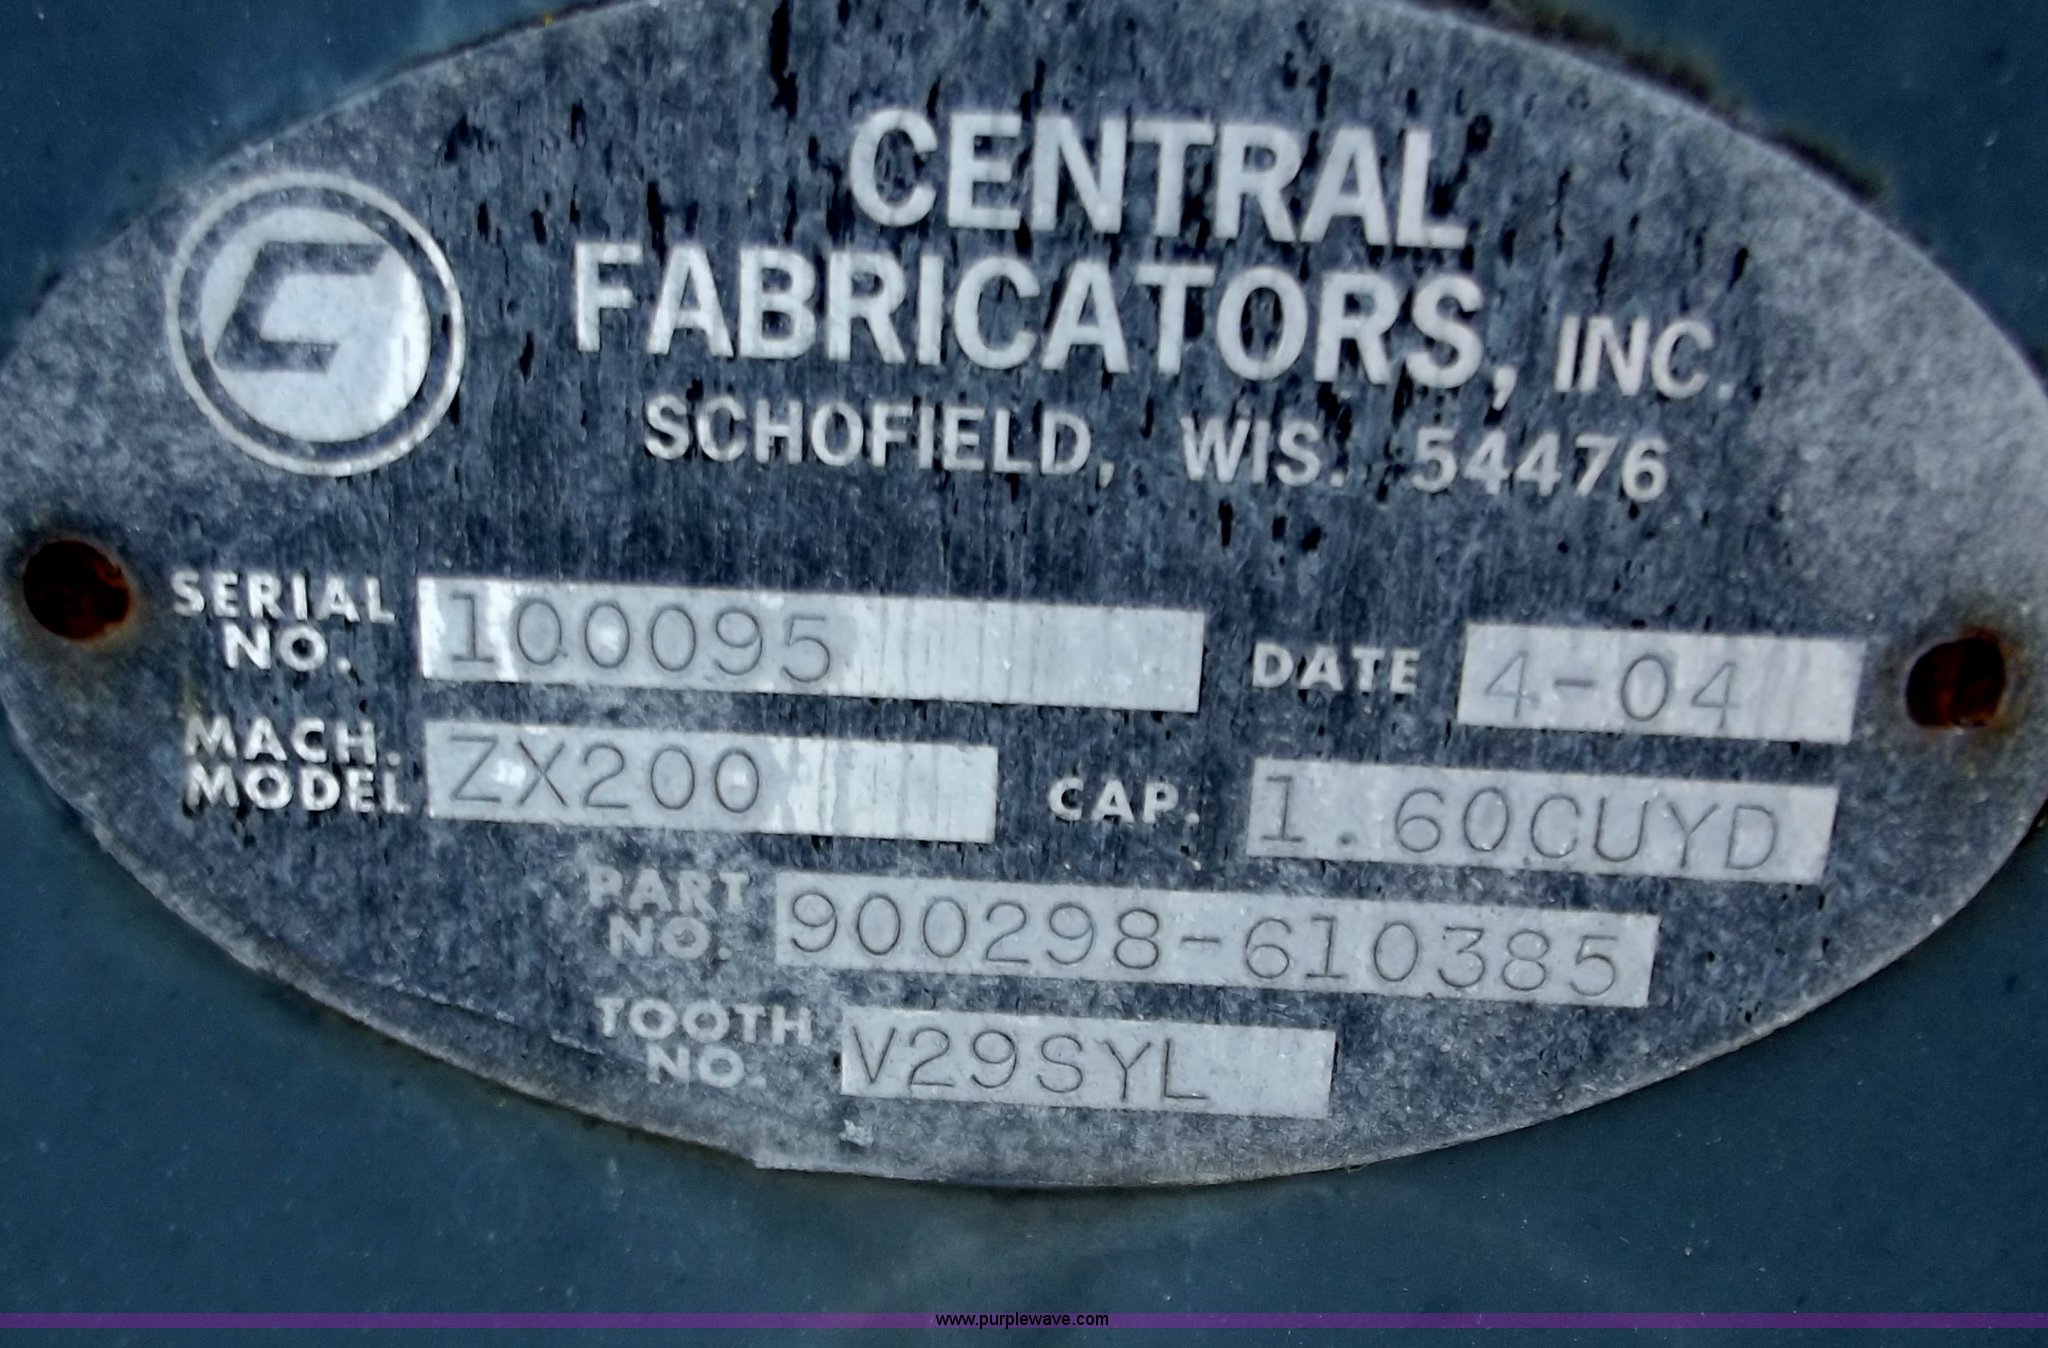 CENTRAL
FABRICATORS, INC.
SCHOFIELD, WIS. 54476
SERIAL NO. 100095 DATE 4-04
MACH. MODEL ZX200 CAP. 1.60CUYD
PART NO. 900298-610385
TOOTH NO. V29SYL
www.purplewave.com